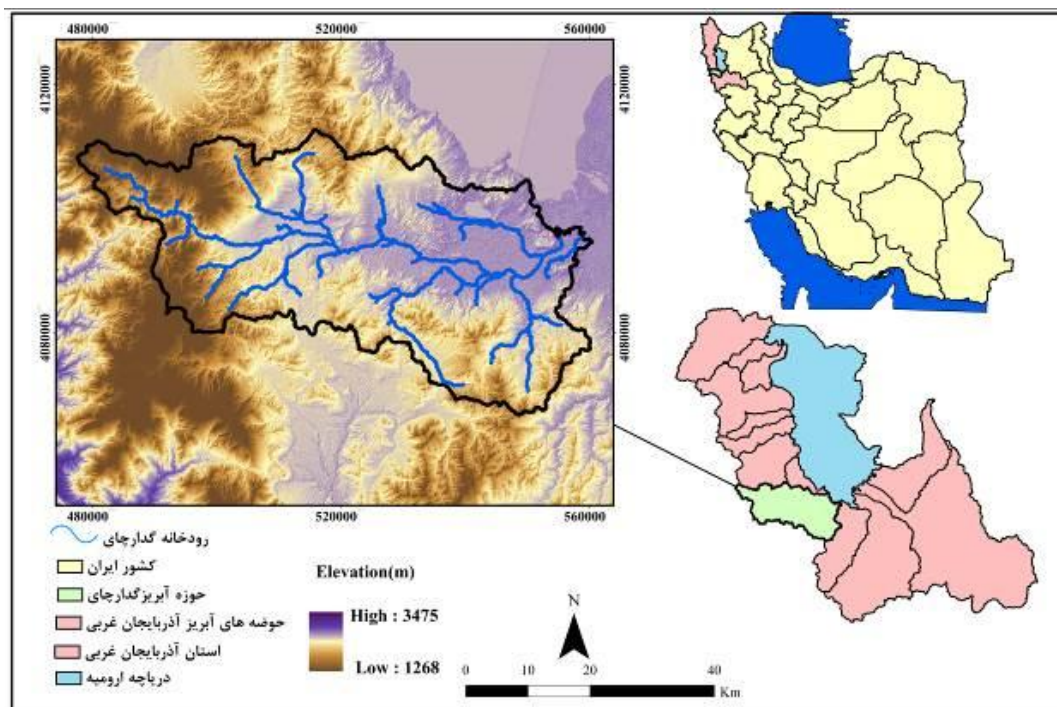 480000 520000 560000
4120000 4120000
4080000 4080000
480000 520000 560000
رودخانه گدارچای
کشور ایران
حوزه آبریزگدارچای
حوضه های آبریز آذربایجان غربی
استان آذربایجان غربی
دریاچه ارومیه
Elevation(m)
High : 3475
Low : 1268
N
0 10 20 40
Km